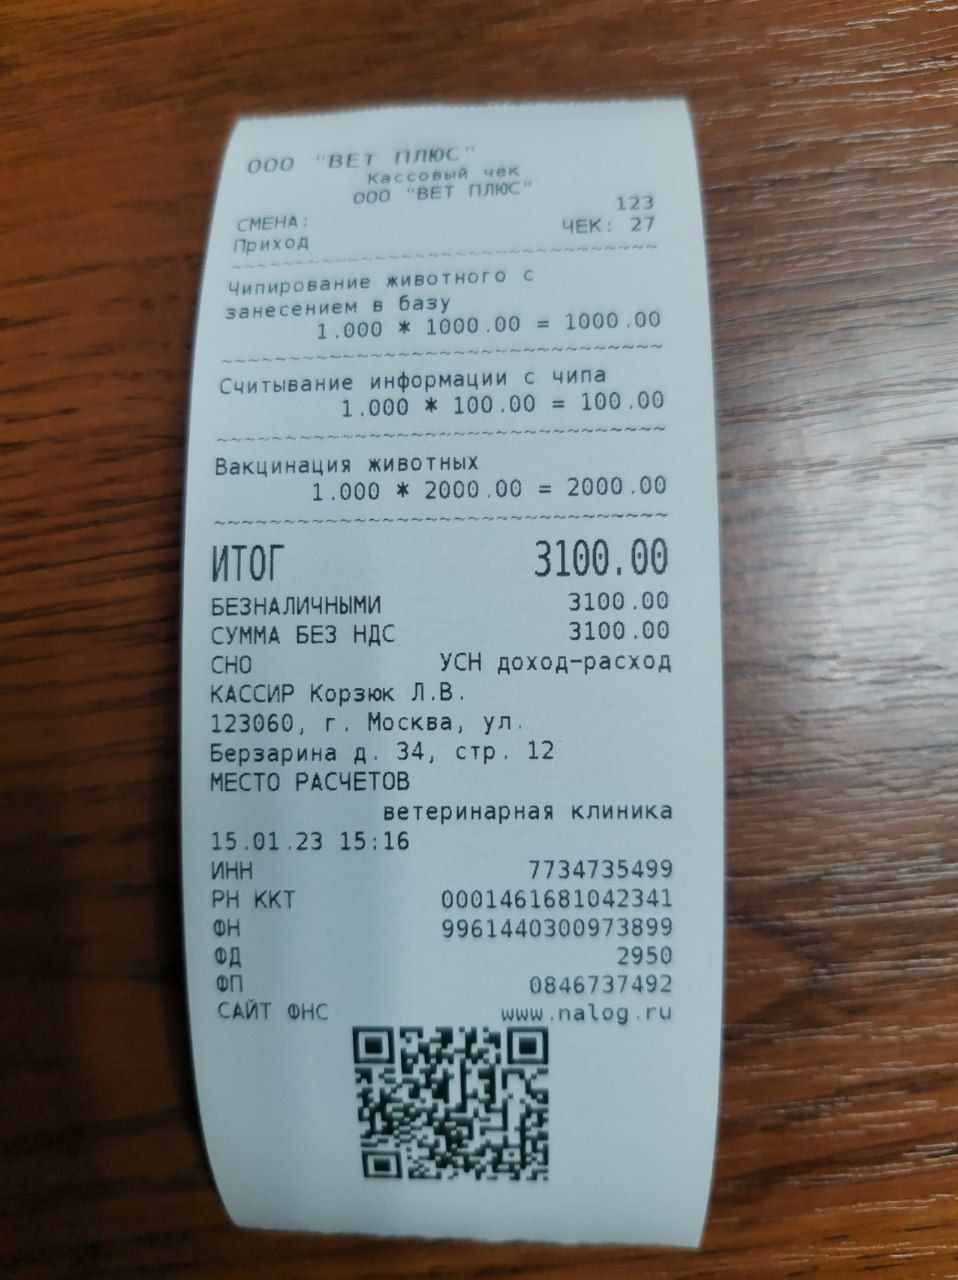 ООО "ВЕТ ПЛЮС"
Кассовый чек
ООО "ВЕТ ПЛЮС"
СМЕНА: 123
Приход ЧЕК: 27
~~~~~~~~~~~~~~~~~~~~~~~~~~~~~~~~
Чипирование животного с
занесением в базу
1.000 * 1000.00 = 1000.00
~~~~~~~~~~~~~~~~~~~~~~~~~~~~~~~~
Считывание информации с чипа
1.000 * 100.00 = 100.00
~~~~~~~~~~~~~~~~~~~~~~~~~~~~~~~~
Вакцинация животных
1.000 * 2000.00 = 2000.00
~~~~~~~~~~~~~~~~~~~~~~~~~~~~~~~~
ИТОГ 3100.00
БЕЗНАЛИЧНЫМИ 3100.00
СУММА БЕЗ НДС 3100.00
СНО УСН доход-расход
КАССИР Корзюк Л.В.
123060, г. Москва, ул.
Берзарина д. 34, стр. 12
МЕСТО РАСЧЕТОВ
ветеринарная клиника
15.01.23 15:16
ИНН 7734735499
РН ККТ 0001461681042341
ФН 9961440300973899
ФД 2950
ФП 0846737492
САЙТ ФНС www.nalog.ru